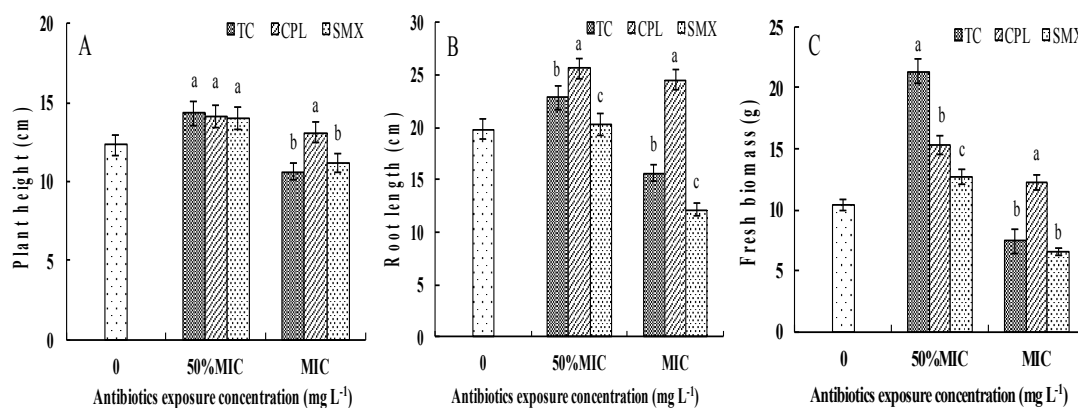 A
TC CPL SMX
Plant height (cm)
20
15
10
5
0
a a a
a
b b
0 50%MIC MIC
Antibiotics exposure concentration (mg L-1)
B
TC CPL SMX
Root length (cm)
30
25
20
15
10
5
0
b a c
b a c
0 50%MIC MIC
Antibiotics exposure concentration (mg L-1)
C
TC CPL SMX
Fresh biomass (g)
25
20
15
10
5
0
a b c
b a b
0 50%MIC MIC
Antibiotics exposure concentration (mg L-1)